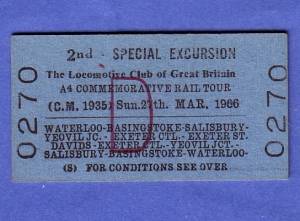 2nd - SPECIAL EXCURSION
The Locomotive Club of Great Britain
A4 COMMEMORATIVE RAIL TOUR
(C.M. 1935) Sun. 27th. MAR, 1966
WATERLOO-BASINGSTOKE-SALISBURY-
YEOVIL JC. - EXETER CTL. - EXETER ST.
DAVIDS - EXETER CTL. - YEOVIL JCT.-
SALISBURY-BASINGSTOKE-WATERLOO-
(S) FOR CONDITIONS SEE OVER
D
0270
0270